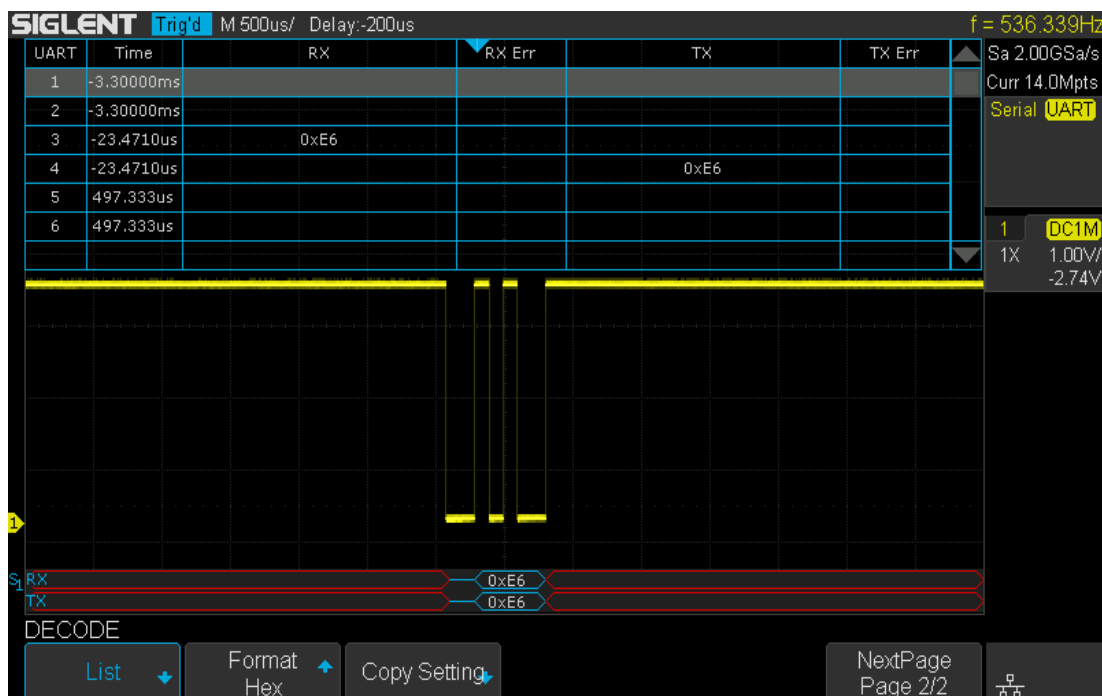 SIGLENT Trig'd M 500us/ Delay:-200us f = 536.339Hz
UART Time RX RX Err TX TX Err
Sa 2.00GSa/s
1 -3.30000ms
Curr 14.0Mpts
2 -3.30000ms
Serial UART
3 -23.4710us 0xE6
4 -23.4710us 0xE6
5 497.333us
6 497.333us
1 DC1M
1X 1.00V/
-2.74V
1
S1 RX 0xE6
TX 0xE6
DECODE
List
Format
Hex
Copy Setting
NextPage
Page 2/2